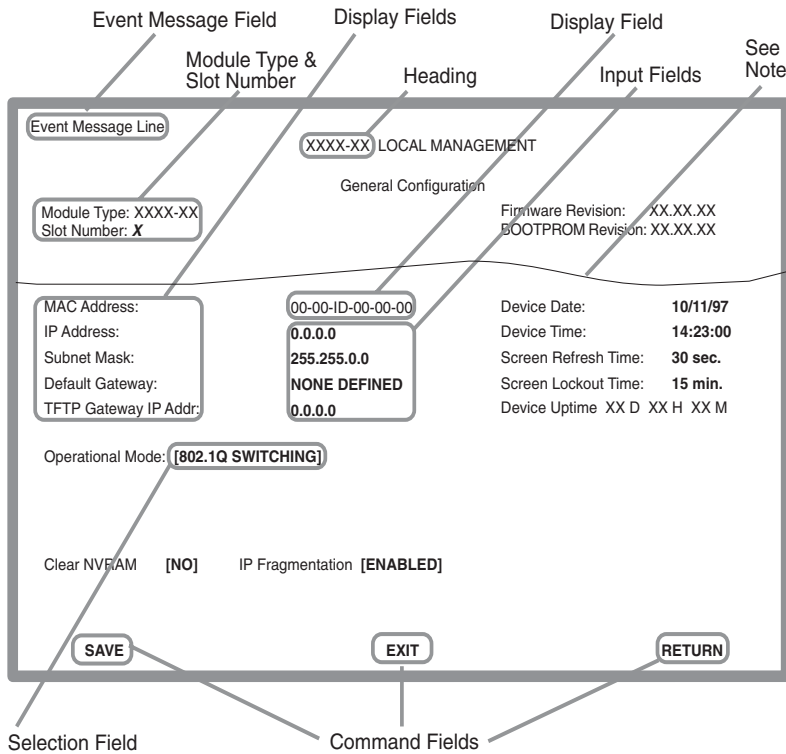 Event Message Field
Display Fields
Display Field
Module Type &
Slot Number
Heading
Input Fields
See
Note
Event Message Line
XXXX-XX LOCAL MANAGEMENT
General Configuration
Module Type: XXXX-XX
Slot Number: X
Firmware Revision: XX.XX.XX
BOOTPROM Revision: XX.XX.XX
MAC Address: 00-00-ID-00-00-00 Device Date: 10/11/97
IP Address: 0.0.0.0 Device Time: 14:23:00
Subnet Mask: 255.255.0.0 Screen Refresh Time: 30 sec.
Default Gateway: NONE DEFINED Screen Lockout Time: 15 min.
TFTP Gateway IP Addr: 0.0.0.0 Device Uptime XX D XX H XX M
Operational Mode: [802.1Q SWITCHING]
Clear NVRAM [NO] IP Fragmentation [ENABLED]
SAVE EXIT RETURN
Selection Field
Command Fields